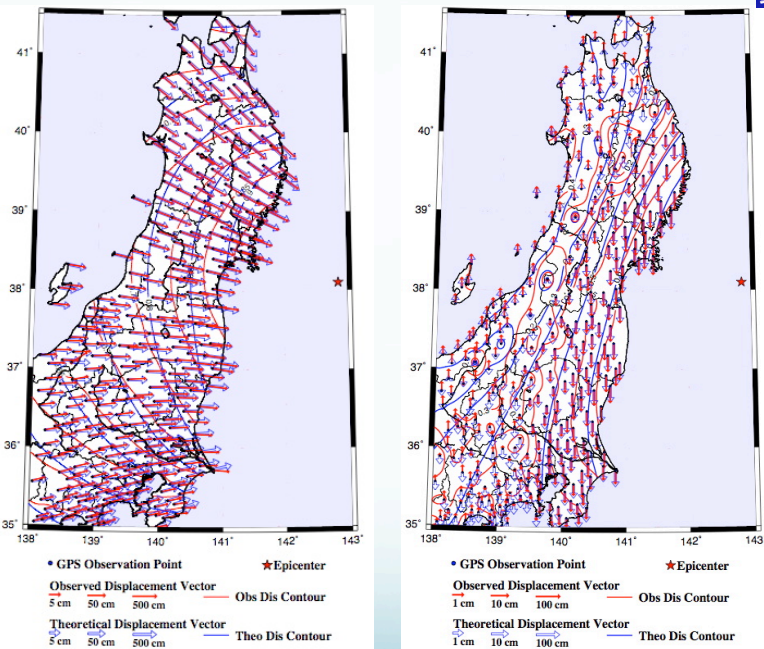 41°
40°
39°
38°
37°
36°
35°
138°
139°
140°
141°
142°
143
GPS Observation Point
Epicenter
Observed Displacement Vector
5 cm
50 cm
500 cm
Obs Dis Contour
Theoretical Displacement Vector
5 cm
50 cm
500 cm
Theo Dis Contour
41°
40°
39°
38°
37°
36°
35°
138°
139°
140°
141°
142°
143
GPS Observation Point
Epicenter
Observed Displacement Vector
1 cm
10 cm
100 cm
Obs Dis Contour
Theoretical Displacement Vector
1 cm
10 cm
100 cm
Theo Dis Contour